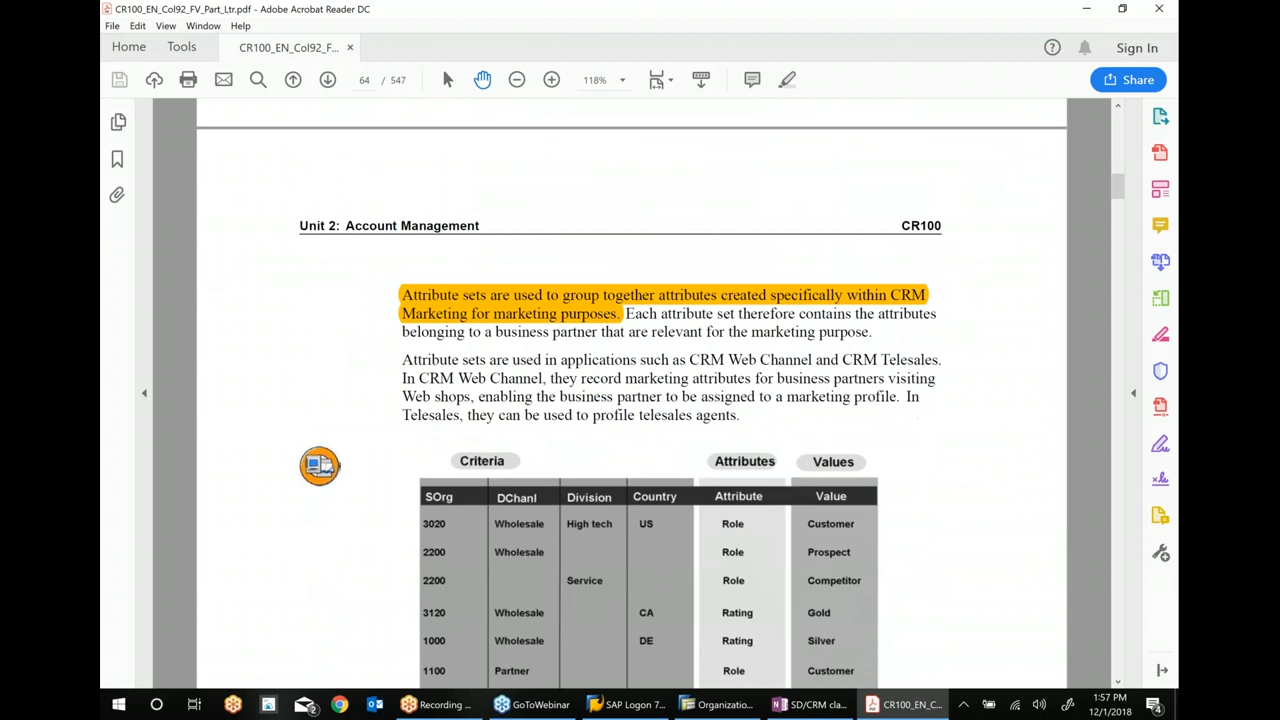 CR100_EN_Col92_FV_Part_Ltr.pdf - Adobe Acrobat Reader DC
File Edit View Window Help
Home Tools CR100_EN_Col92_F... × Sign In
64 / 547 118% Share
Unit 2: Account Management CR100
Attribute sets are used to group together attributes created specifically within CRM
Marketing for marketing purposes. Each attribute set therefore contains the attributes
belonging to a business partner that are relevant for the marketing purpose.
Attribute sets are used in applications such as CRM Web Channel and CRM Telesales.
In CRM Web Channel, they record marketing attributes for business partners visiting
Web shops, enabling the business partner to be assigned to a marketing profile. In
Telesales, they can be used to profile telesales agents.
Criteria Attributes Values
SOrg DChanl Division Country Attribute Value
3020 Wholesale High tech US Role Customer
2200 Wholesale Role Prospect
2200 Service Role Competitor
3120 Wholesale CA Rating Gold
1000 Wholesale DE Rating Silver
1100 Partner Role Customer
2 Recording ... GoToWebinar SAP Logon 7... Organizatio... SD/CRM cla... CR100_EN_C... 1:57 PM
12/1/2018 4